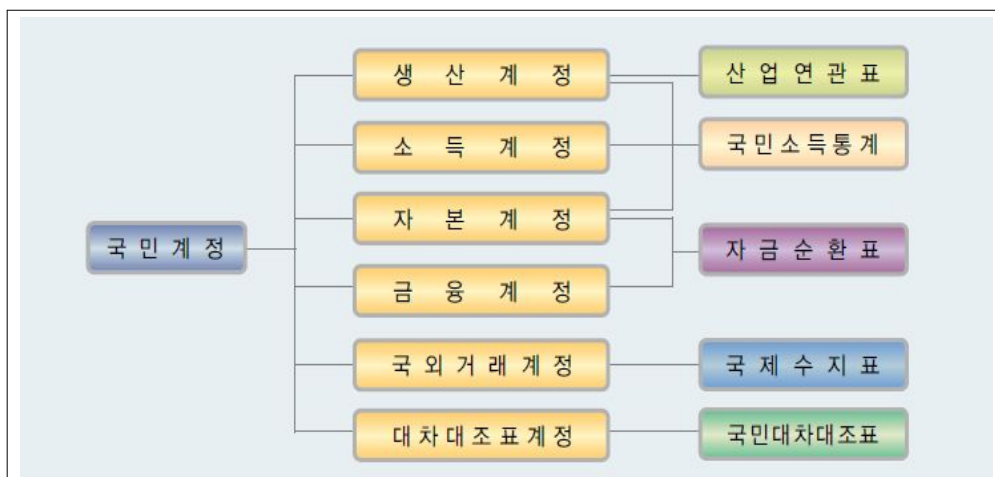 생산계정
산업연관표
소득계정
국민소득통계
자본계정
국민계정
자금순환표
금융계정
국외거래계정
국제수지표
대차대조표계정
국민대차대조표